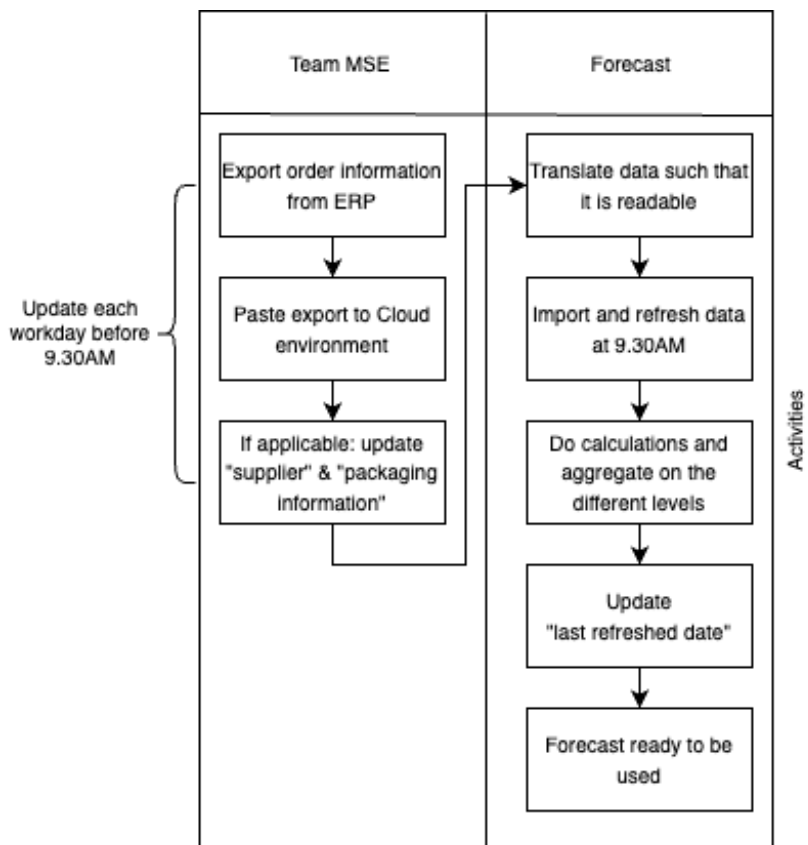 Team MSE
Forecast
Export order information
from ERP
Translate data such that
it is readable
Update each
workday before
9.30AM
Paste export to Cloud
environment
Import and refresh data
at 9.30AM
If applicable: update
"supplier" & "packaging
information"
Do calculations and
aggregate on the
different levels
Activities
Update
"last refreshed date"
Forecast ready to be
used